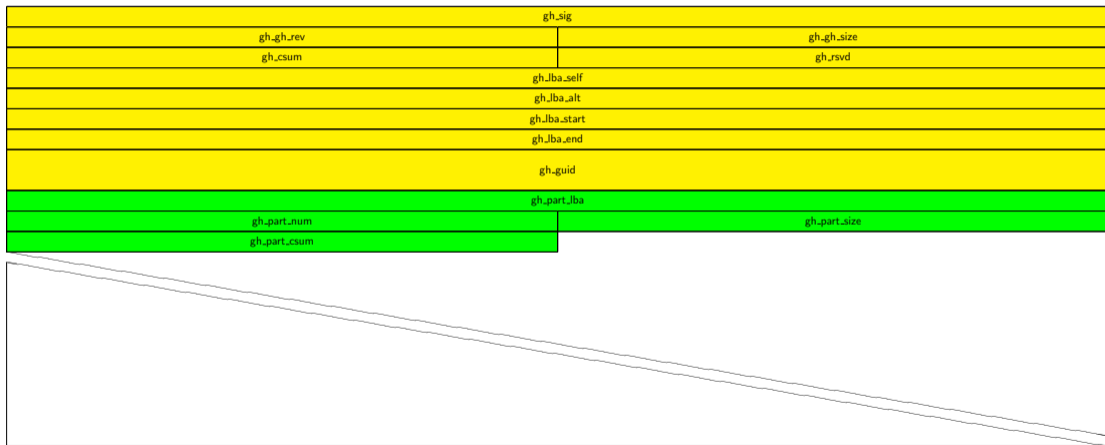 gh_sig
gh_gh_rev gh_gh_size
gh_csum gh_rsvd
gh_lba_self
gh_lba_alt
gh_lba_start
gh_lba_end
gh_guid
gh_part_lba
gh_part_num gh_part_size
gh_part_csum